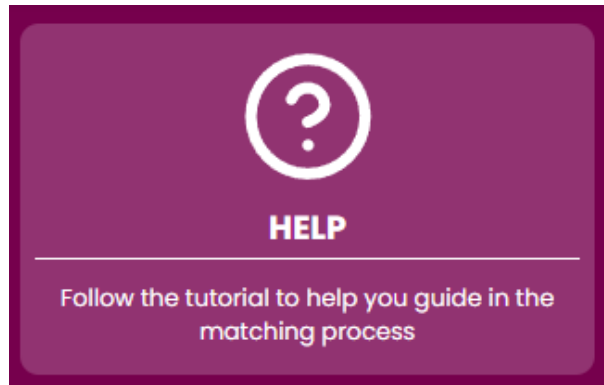 HELP
Follow the tutorial to help you guide in the
matching process